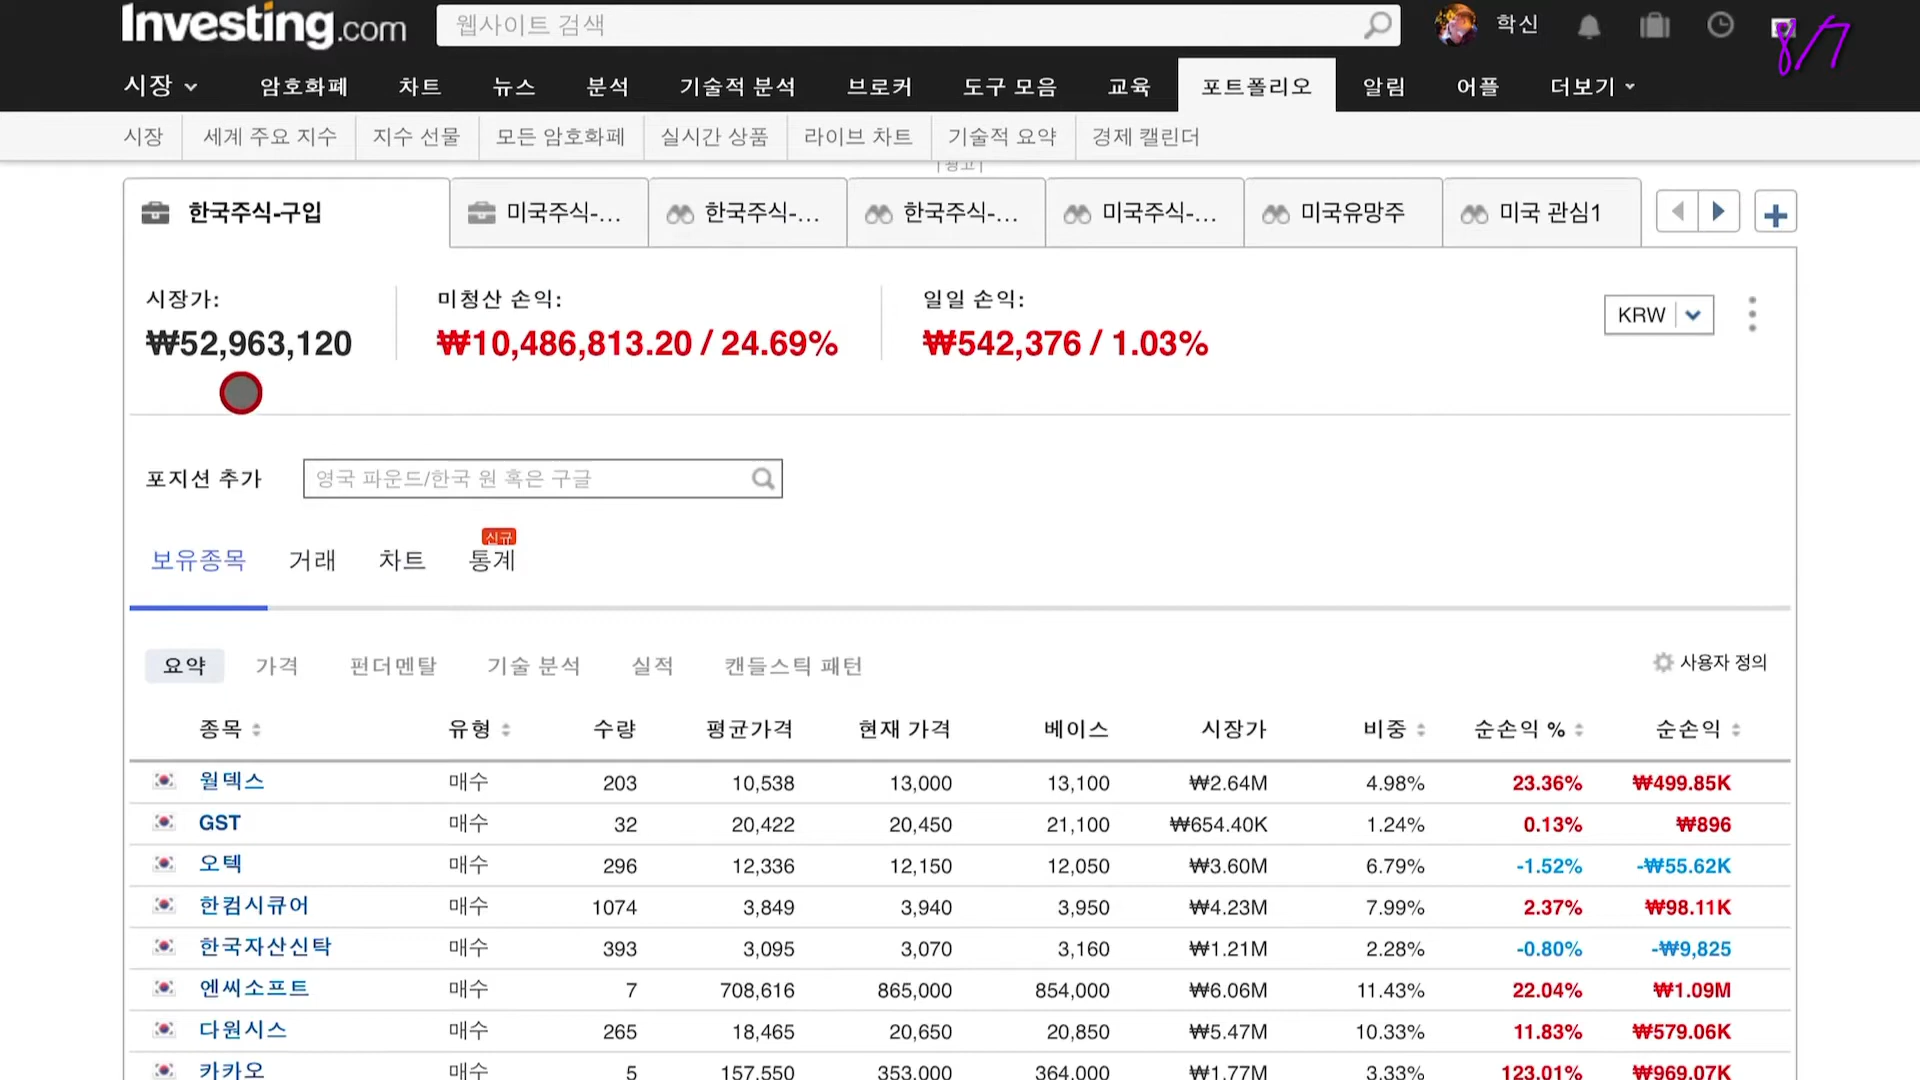 Investing.com 웹사이트 검색 학신 8/7
시장 암호화폐 차트 뉴스 분석 기술적 분석 브로커 도구 모음 교육 포트폴리오 알림 어플 더보기
시장 세계 주요 지수 지수 선물 모든 암호화폐 실시간 상품 라이브 차트 기술적 요약 경제 캘린더
| 광고 |
한국주식-구입 미국주식-... 한국주식-... 한국주식-... 미국주식-... 미국유망주 미국 관심1
시장가: 미청산 손익: 일일 손익:
₩52,963,120 ₩10,486,813.20 / 24.69% ₩542,376 / 1.03% KRW
포지션 추가 영국 파운드/한국 원 혹은 구글
신규
보유종목 거래 차트 통계
요약 가격 펀더멘탈 기술 분석 실적 캔들스틱 패턴 사용자 정의
종목 유형 수량 평균가격 현재 가격 베이스 시장가 비중 순손익 % 순손익
월덱스 매수 203 10,538 13,000 13,100 ₩2.64M 4.98% 23.36% ₩499.85K
GST 매수 32 20,422 20,450 21,100 ₩654.40K 1.24% 0.13% ₩896
오텍 매수 296 12,336 12,150 12,050 ₩3.60M 6.79% -1.52% -₩55.62K
한컴시큐어 매수 1074 3,849 3,940 3,950 ₩4.23M 7.99% 2.37% ₩98.11K
한국자산신탁 매수 393 3,095 3,070 3,160 ₩1.21M 2.28% -0.80% -₩9,825
엔씨소프트 매수 7 708,616 865,000 854,000 ₩6.06M 11.43% 22.04% ₩1.09M
다원시스 매수 265 18,465 20,650 20,850 ₩5.47M 10.33% 11.83% ₩579.06K
카카오 매수 5 157,550 353,000 364,000 ₩1.77M 3.33% 123.01% ₩969.07K